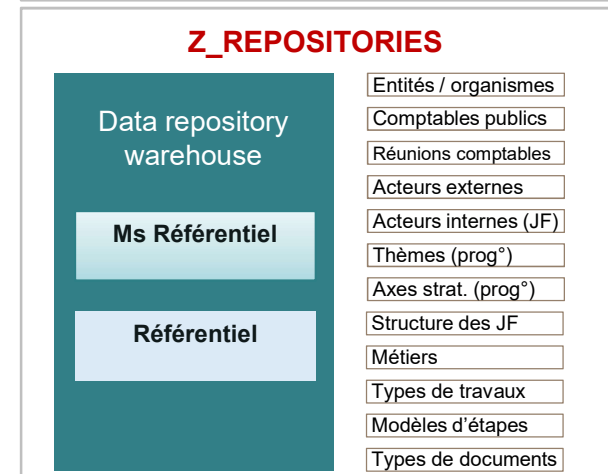 Z_REPOSITORIES
Data repository
warehouse
Ms Référentiel
Référentiel
Entités / organismes
Comptables publics
Réunions comptables
Acteurs externes
Acteurs internes (JF)
Thèmes (prog°)
Axes strat. (prog°)
Structure des JF
Métiers
Types de travaux
Modèles d’étapes
Types de documents